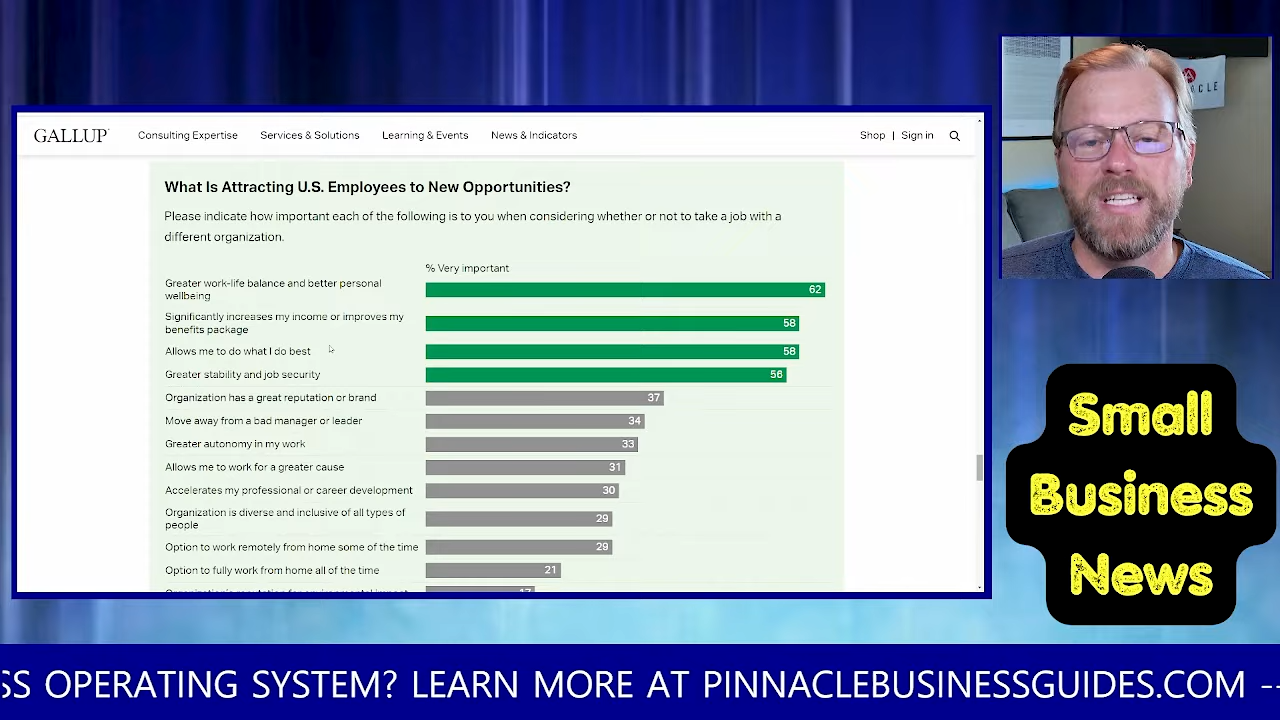 GALLUP
Consulting Expertise
Services & Solutions
Learning & Events
News & Indicators
Shop | Sign in
What Is Attracting U.S. Employees to New Opportunities?
Please indicate how important each of the following is to you when considering whether or not to take a job with a
different organization.
% Very important
Greater work-life balance and better personal
wellbeing
62
Significantly increases my income or improves my
benefits package
58
Allows me to do what I do best
58
Greater stability and job security
56
Organization has a great reputation or brand
37
Move away from a bad manager or leader
34
Greater autonomy in my work
33
Allows me to work for a greater cause
31
Accelerates my professional or career development
30
Organization is diverse and inclusive of all types of
people
29
Option to work remotely from home some of the time
29
Option to fully work from home all of the time
21
Small
Business
News
SS OPERATING SYSTEM? LEARN MORE AT PINNACLEBUSINESSGUIDES.COM --